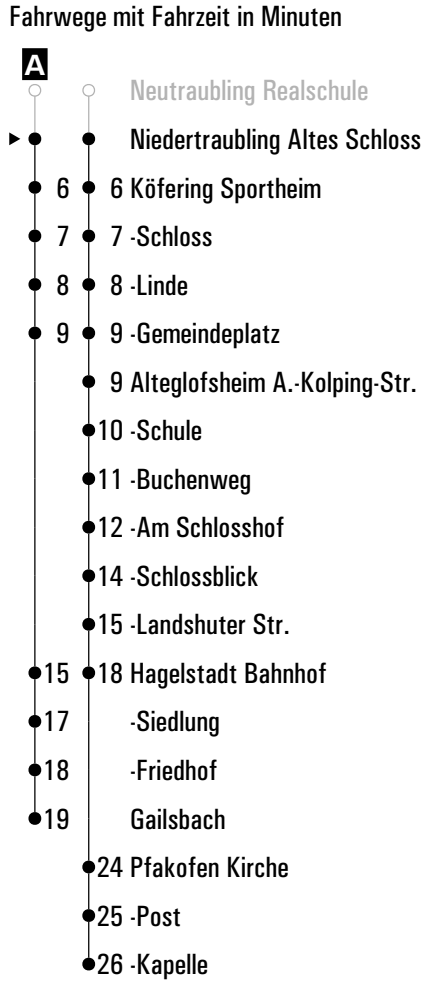 Fahrwege mit Fahrzeit in Minuten
A
Neutraubling Realschule
Niedertraubling Altes Schloss
6 6 Köfering Sportheim
7 7 -Schloss
8 8 -Linde
9 9 -Gemeindeplatz
9 Alteglofsheim A.-Kolping-Str.
10 -Schule
11 -Buchenweg
12 -Am Schlosshof
14 -Schlossblick
15 -Landshuter Str.
15 18 Hagelstadt Bahnhof
17 -Siedlung
18 -Friedhof
19 Gailsbach
24 Pfakofen Kirche
25 -Post
26 -Kapelle